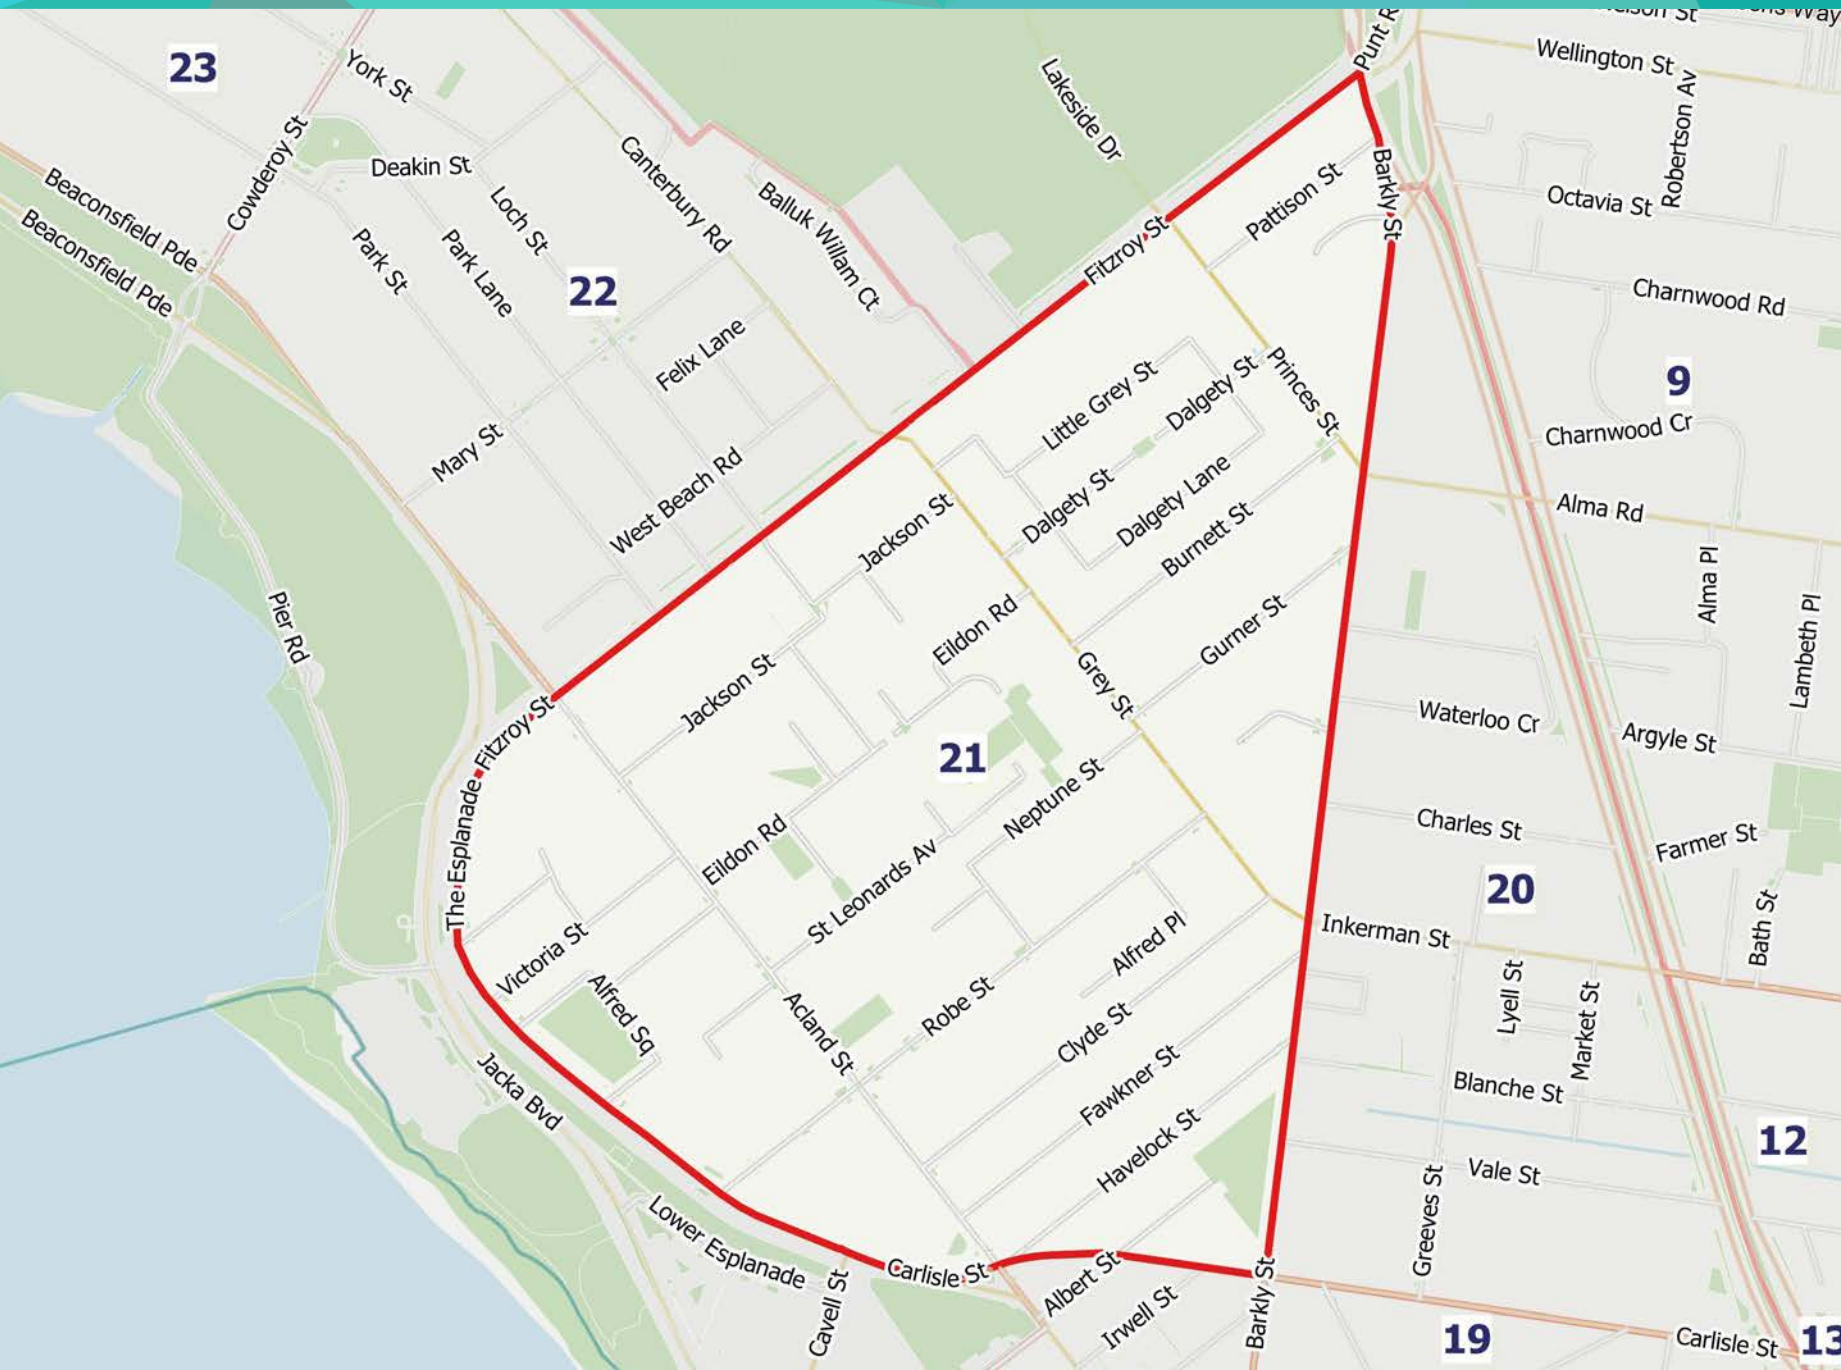 Punt R
Wellington St
Robertson Av
Octavia St
23
York St
Cowderoy St
Deakin St
Loch St
Canterbury Rd
Balluk Willam Ct
Lakeside Dr
Beaconsfield Pde
Beaconsfield Pde
Park St
Park Lane
22
Felix Lane
Fitzroy St
Pattison St
Barkly St
Charnwood Rd
9
Charnwood Cr
Alma Rd
Alma Pl
Lambeth Pl
Mary St
West Beach Rd
Little Grey St
Dalgety St
Princes St
Dalgety St
Dalgety Lane
Burnett St
Jackson St
Eildon Rd
Gurner St
Grey St
Pier Rd
Jackson St
Fitzroy St
The Esplanade
21
Neptune St
Waterloo Cr
Argyle St
Charles St
Farmer St
Bath St
20
Inkerman St
Lyell St
Market St
Eildon Rd
St Leonards Av
Victoria St
Alfred Sq
Acland St
Robe St
Alfred Pl
Clyde St
Fawkner St
Havelock St
Jacka Bvd
Blanche St
12
Vale St
Greeves St
Lower Esplanade
Cavell St
Carlisle St
Albert St
Irwell St
Barkly St
19
Carlisle St
13